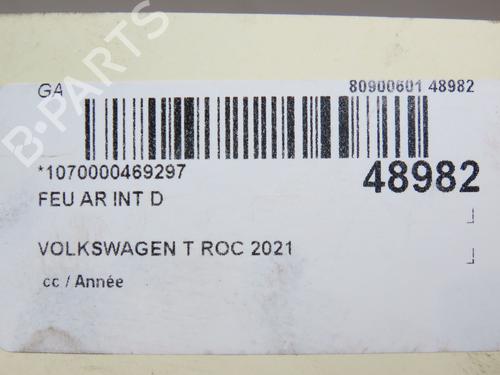 GA 80900601 48982
*1070000469297 48982
FEU AR INT D
VOLKSWAGEN T ROC 2021
cc / Année
B-PARTS